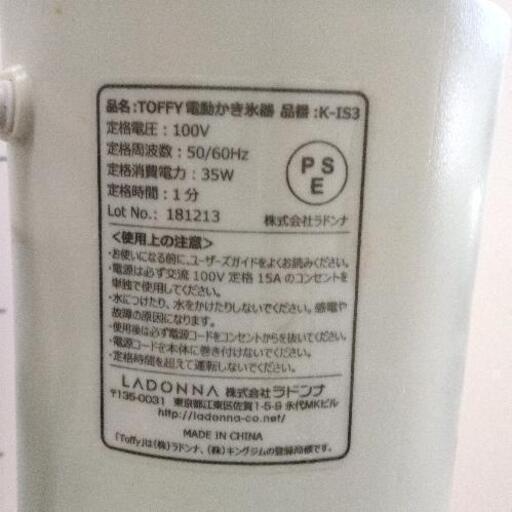 品名:TOFFY電動かき氷器 品番:K-IS3
定格電圧:100V
定格周波数:50/60Hz
定格消費電力:35W
定格時間:1分
Lot No.: 181213
PSE
株式会社ラドンナ
<使用上の注意>
・お使いになる前に、ユーザーズガイドをよくお読みください。
・電源は必ず交流 100V 定格 15A のコンセントを
単独で使用してください。
・水につけたり、水をかけたりしないでください。感電や
故障の原因になります。
・使用後は必ず電源コードをコンセントからを抜いてください。
・電源コードを本体に巻き付けないでください。
・定格時間を超えて運転しないでください。
LADONNA 株式会社ラドンナ
〒135-0031 東京都江東区佐賀1-5-9 永代MKビル
http://ladonna-co.net/
MADE IN CHINA
「Toffy」は(株)ラドンナ、(株)キングジムの登録商標です。